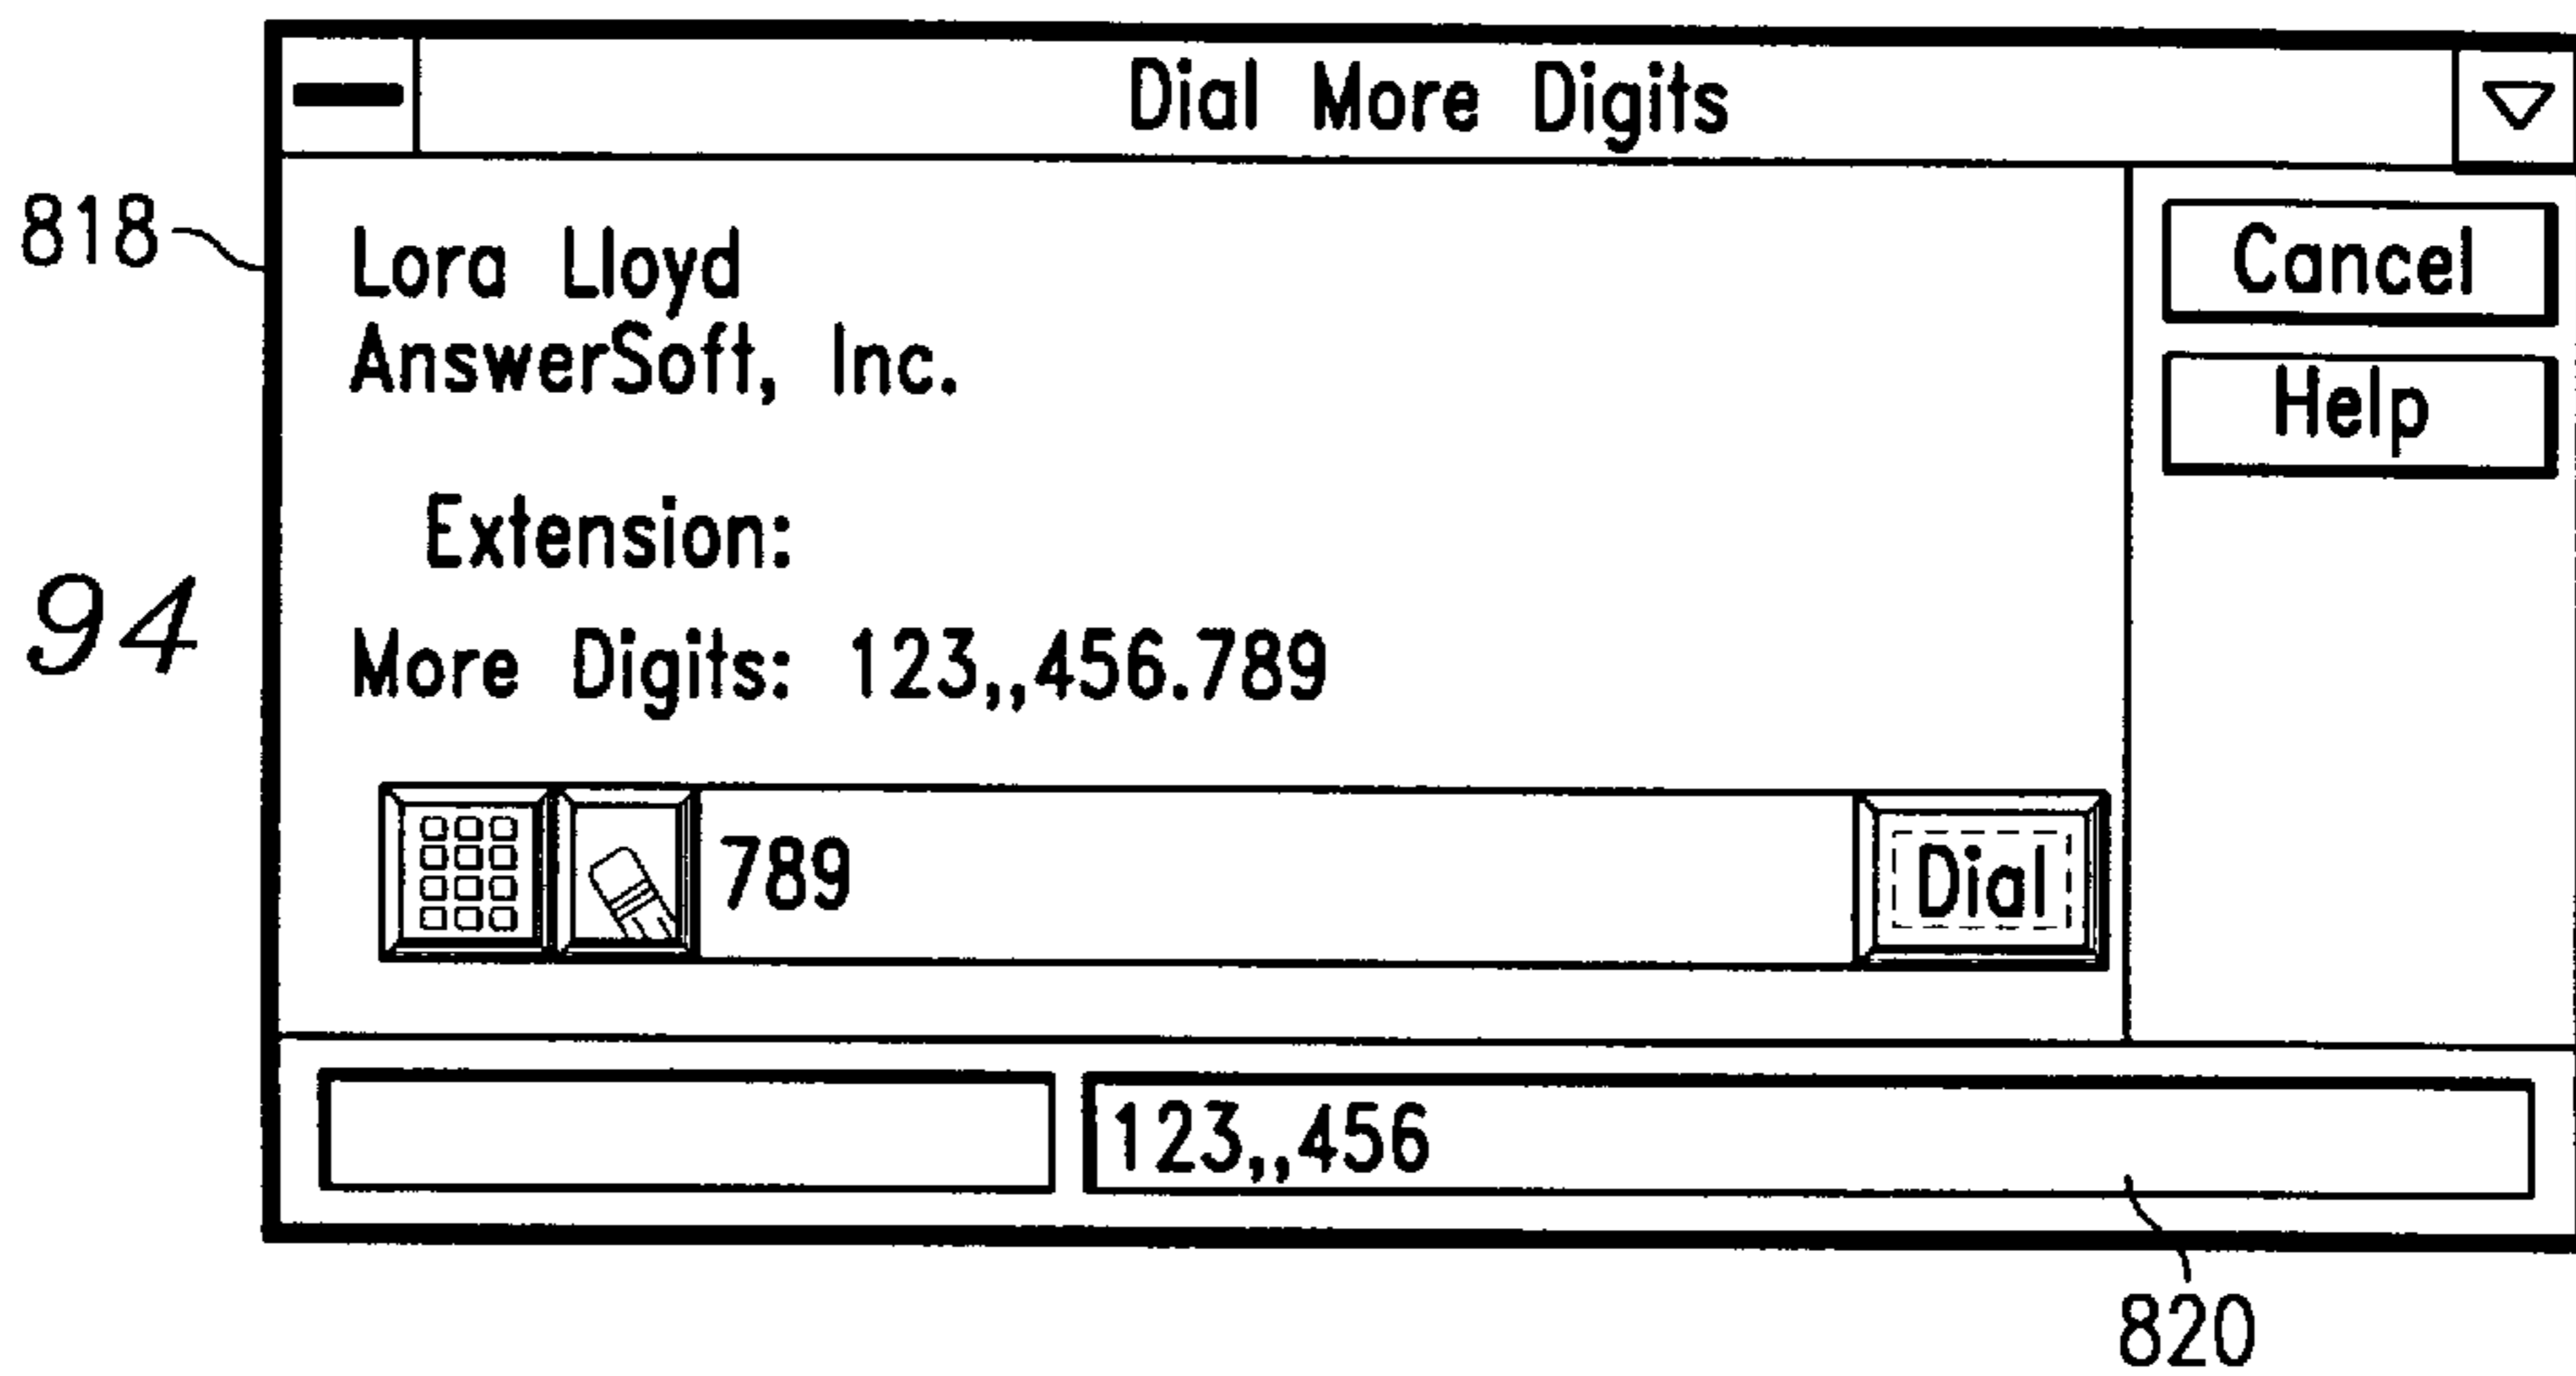 Dial More Digits
818
Lora Lloyd
AnswerSoft, Inc.
Cancel
Help
Extension:
94
More Digits: 123,,456.789
789
Dial
123,,456
820